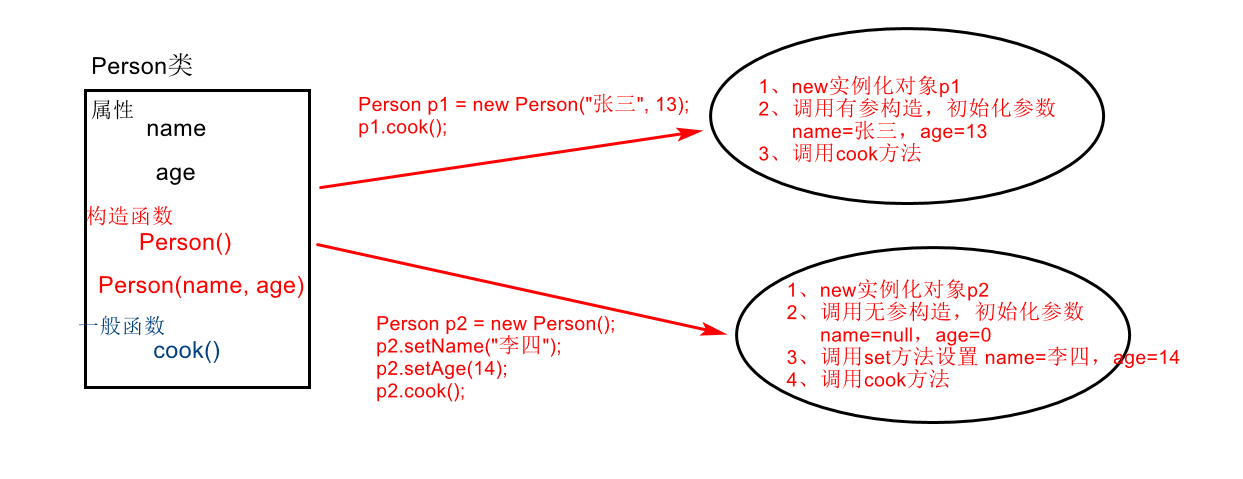 Person类
属性
name
age
构造函数
Person()
Person(name, age)
一般函数
cook()
Person p1 = new Person("张三", 13);
p1.cook();
1、new实例化对象p1
2、调用有参构造，初始化参数
name=张三，age=13
3、调用cook方法
Person p2 = new Person();
p2.setName("李四");
p2.setAge(14);
p2.cook();
1、new实例化对象p2
2、调用无参构造，初始化参数
name=null，age=0
3、调用set方法设置 name=李四，age=14
4、调用cook方法